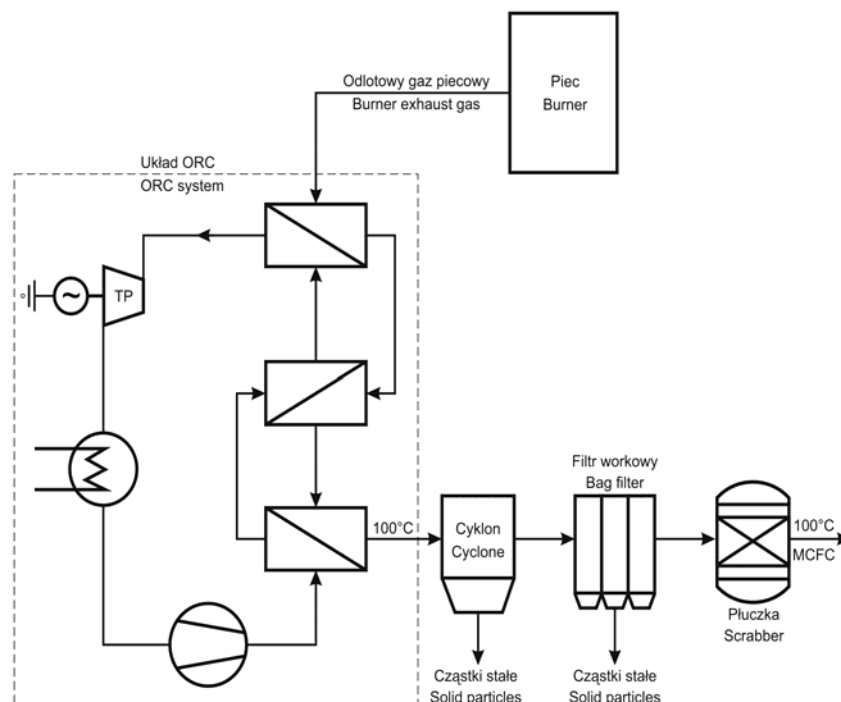 Piec
Burner
Odlotowy gaz piecowy
Burner exhaust gas
Układ ORC
ORC system
TP
~
Filtr workowy
Bag filter
100°C
Cyklon
Cyclone
100°C
MCFC
Płuczka
Scrabber
Cząstki stałe
Solid particles
Cząstki stałe
Solid particles